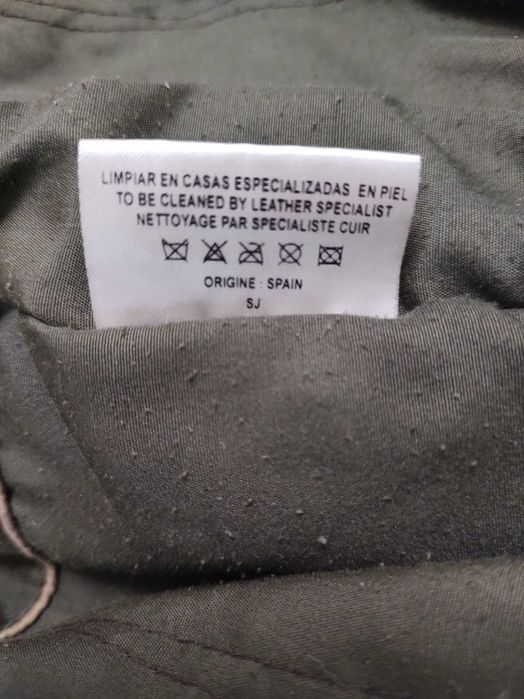 LIMPIAR EN CASAS ESPECIALIZADAS EN PIEL
TO BE CLEANED BY LEATHER SPECIALIST
NETTOYAGE PAR SPECIALISTE CUIR
ORIGINE : SPAIN
SJ